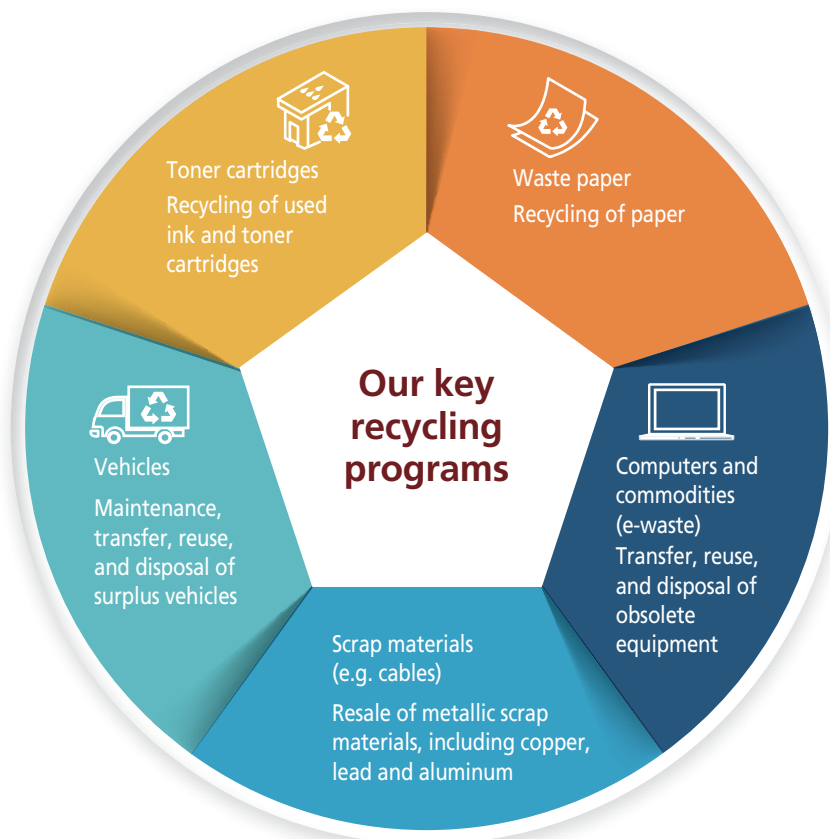 Our key
recycling
programs
Toner cartridges
Recycling of used
ink and toner
cartridges
Waste paper
Recycling of paper
Computers and
commodities
(e-waste)
Transfer, reuse,
and disposal of
obsolete
equipment
Scrap materials
(e.g. cables)
Resale of metallic scrap
materials, including copper,
lead and aluminum
Vehicles
Maintenance,
transfer, reuse,
and disposal of
surplus vehicles